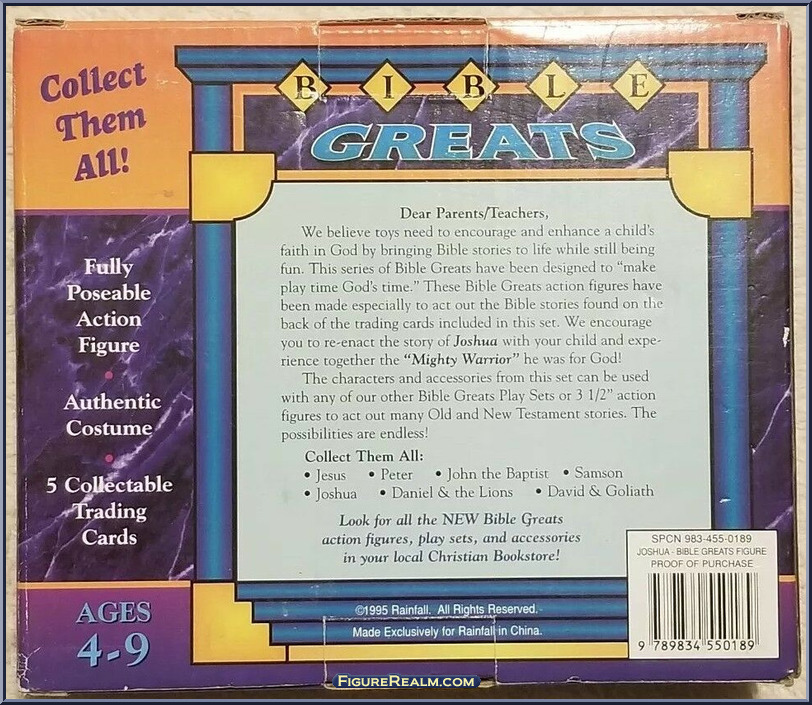 Collect
Them
All!
BIBLE
GREATS
Fully
Poseable
Action
Figure
•
Authentic
Costume
•
5 Collectable
Trading
Cards
AGES
4-9
Dear Parents/Teachers,
We believe toys need to encourage and enhance a child's
faith in God by bringing Bible stories to life while still being
fun. This series of Bible Greats have been designed to "make
play time God's time." These Bible Greats action figures have
been made especially to act out the Bible stories found on the
back of the trading cards included in this set. We encourage
you to re-enact the story of Joshua with your child and expe-
rience together the "Mighty Warrior" he was for God!
The characters and accessories from this set can be used
with any of our other Bible Greats Play Sets or 3 1/2" action
figures to act out many Old and New Testament stories. The
possibilities are endless!
Collect Them All:
• Jesus • Peter • John the Baptist • Samson
• Joshua • Daniel & the Lions • David & Goliath
Look for all the NEW Bible Greats
action figures, play sets, and accessories
in your local Christian Bookstore!
©1995 Rainfall. All Rights Reserved.
Made Exclusively for Rainfall in China.
SPCN 983-455-0189
JOSHUA - BIBLE GREATS FIGURE
PROOF OF PURCHASE
9 789834 550189
FIGUREREALM.COM